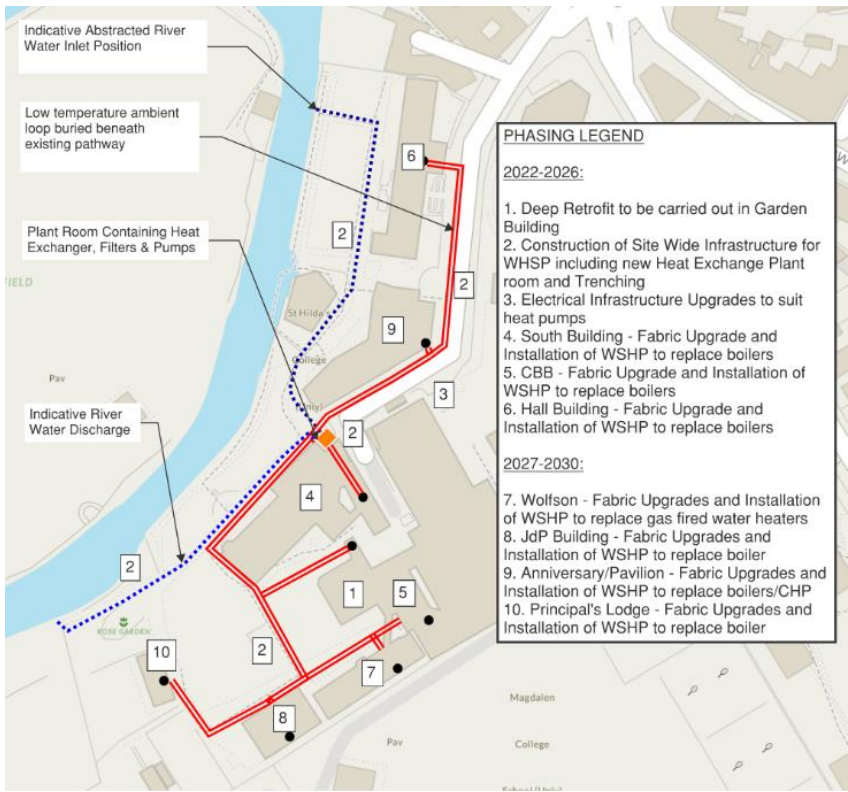 Indicative Abstracted River
Water Inlet Position
Low temperature ambient
loop buried beneath
existing pathway
Plant Room Containing Heat
Exchanger, Filters & Pumps
Indicative River
Water Discharge
PHASING LEGEND
2022-2026:
1. Deep Retrofit to be carried out in Garden
Building
2. Construction of Site Wide Infrastructure for
WHSP including new Heat Exchange Plant
room and Trenching
3. Electrical Infrastructure Upgrades to suit
heat pumps
4. South Building - Fabric Upgrade and
Installation of WSHP to replace boilers
5. CBB - Fabric Upgrade and Installation of
WSHP to replace boilers
6. Hall Building - Fabric Upgrade and
Installation of WSHP to replace boilers
2027-2030:
7. Wolfson - Fabric Upgrades and Installation
of WSHP to replace gas fired water heaters
8. JdP Building - Fabric Upgrades and
Installation of WSHP to replace boiler
9. Anniversary/Pavilion - Fabric Upgrades and
Installation of WSHP to replace boilers/CHP
10. Principal's Lodge - Fabric Upgrades and
Installation of WSHP to replace boiler
6
2
2
9
3
2
4
1
5
2
2
7
10
8
FIELD
Pav
St Hilda's
College
(Univ)
ROSE GARDEN
Pav
Magdalen
College
School (Univ)
W